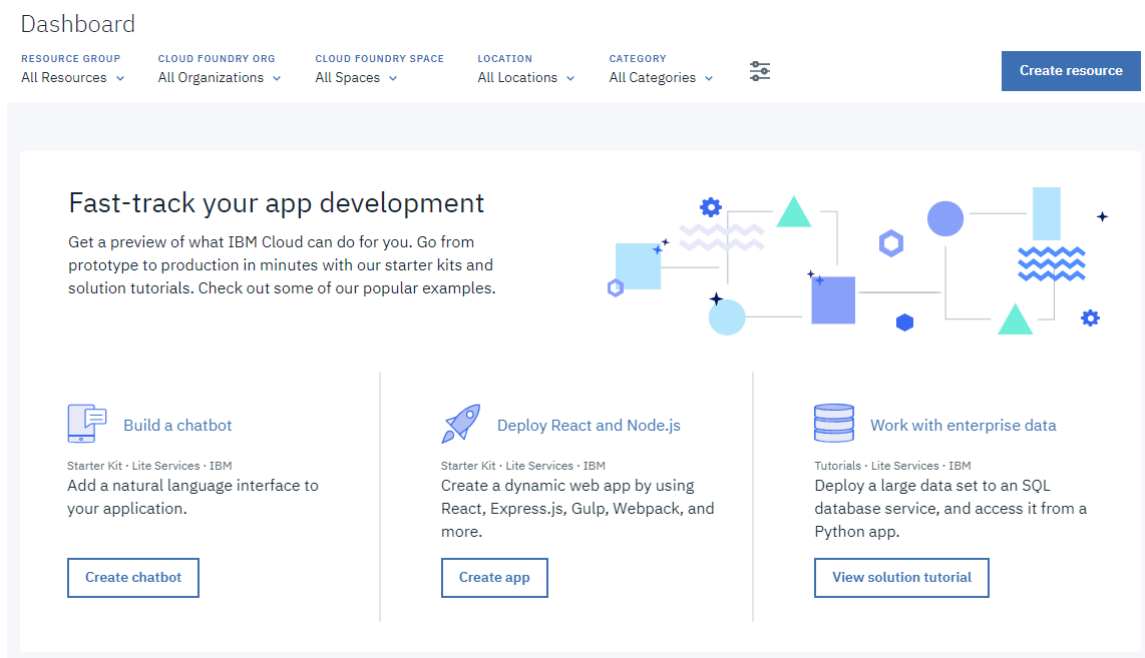 Dashboard
RESOURCE GROUP
All Resources
CLOUD FOUNDRY ORG
All Organizations
CLOUD FOUNDRY SPACE
All Spaces
LOCATION
All Locations
CATEGORY
All Categories
Create resource
Fast-track your app development
Get a preview of what IBM Cloud can do for you. Go from
prototype to production in minutes with our starter kits and
solution tutorials. Check out some of our popular examples.
Build a chatbot
Starter Kit · Lite Services · IBM
Add a natural language interface to
your application.
Create chatbot
Deploy React and Node.js
Starter Kit · Lite Services · IBM
Create a dynamic web app by using
React, Express.js, Gulp, Webpack, and
more.
Create app
Work with enterprise data
Tutorials · Lite Services · IBM
Deploy a large data set to an SQL
database service, and access it from a
Python app.
View solution tutorial